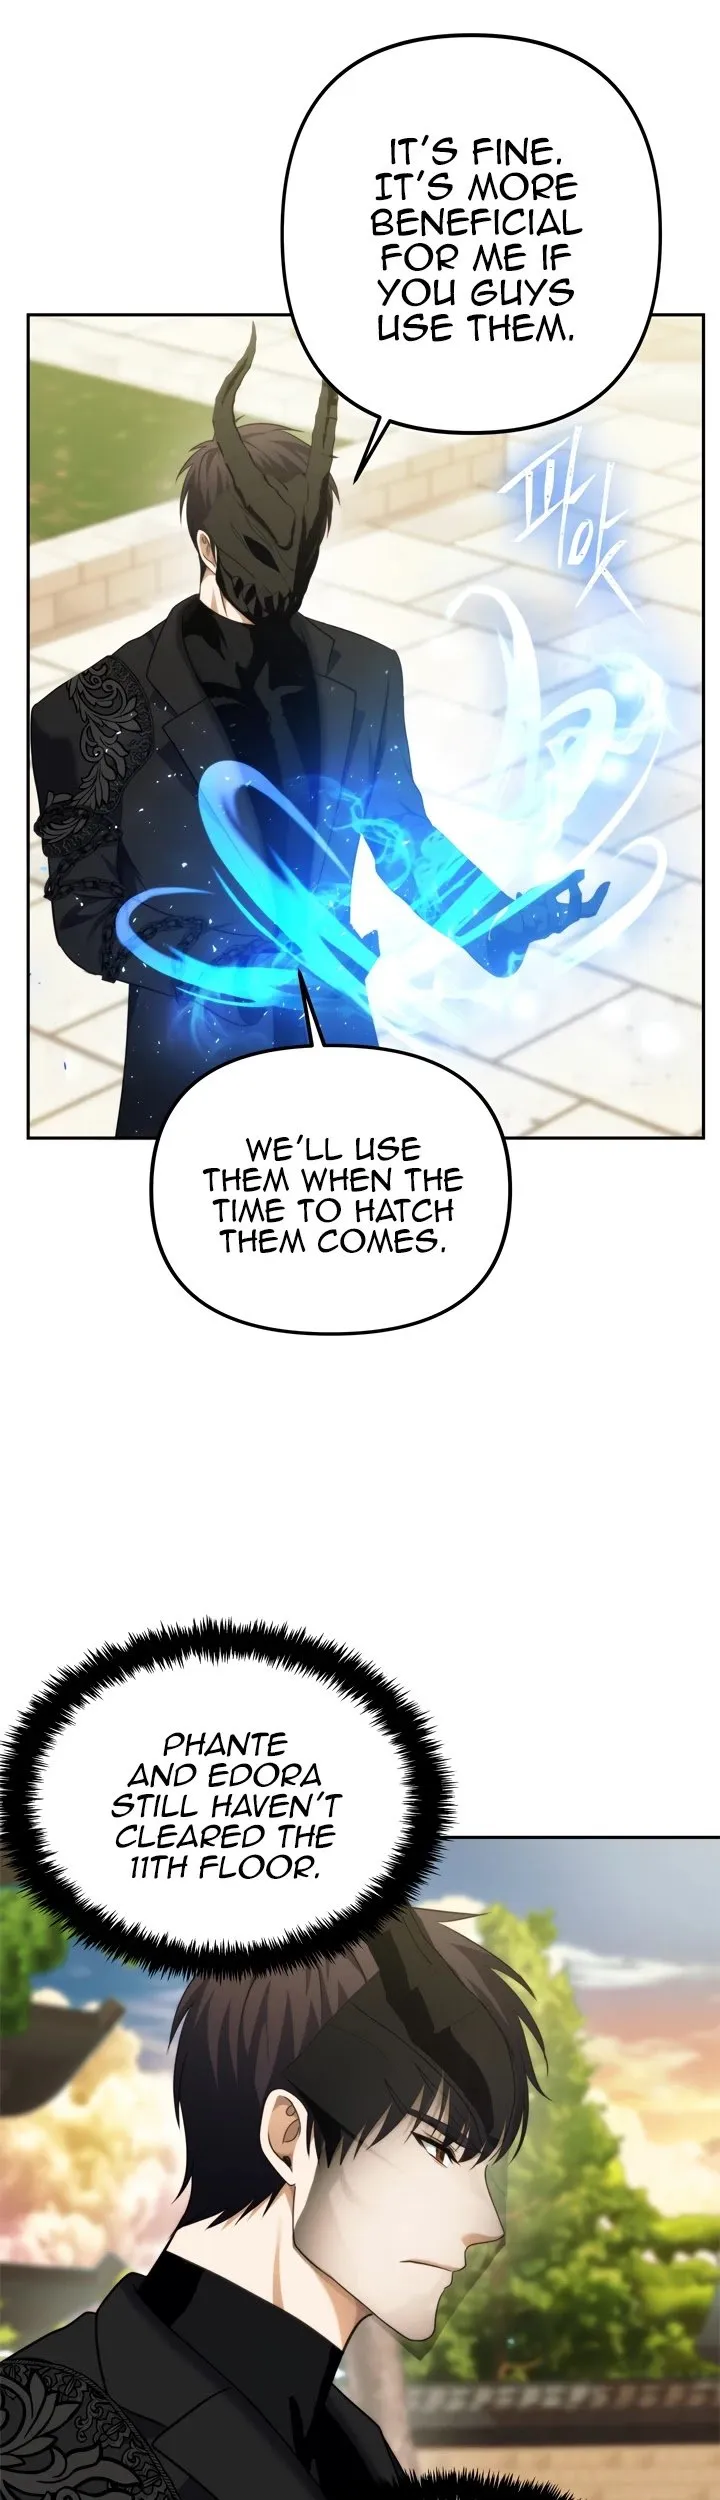 IT'S FINE.
IT'S MORE
BENEFICIAL
FOR ME IF
YOU GUYS
USE THEM.
파앗
WE'LL USE
THEM WHEN THE
TIME TO HATCH
THEM COMES.
PHANTE
AND EDORA
STILL HAVEN'T
CLEARED THE
11TH FLOOR.